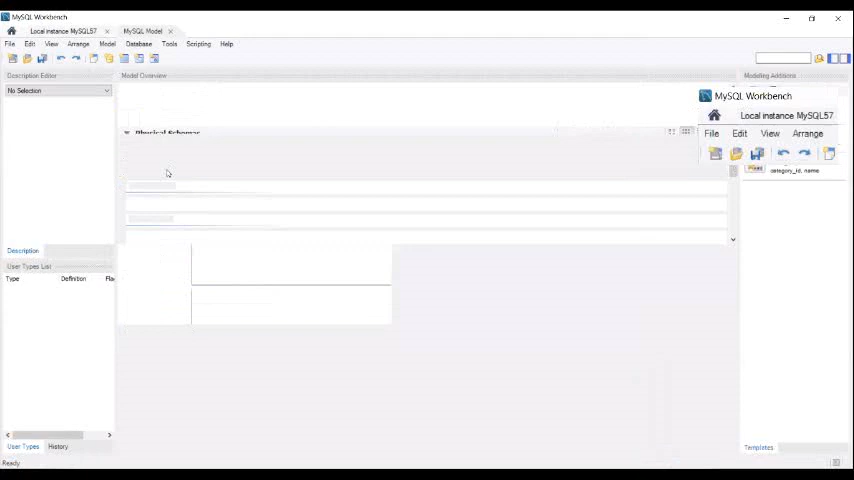 MySQL Workbench
Local instance MySQL57
MySQL Model
File Edit View Arrange Model Database Tools Scripting Help
Description Editor
Model Overview
Modeling Additions
No Selection
MySQL Workbench
Local instance MySQL57
File Edit View Arrange
Physical Schemas
category_id, name
Description
User Types List
Type Definition Fla
User Types History
Templates
Ready